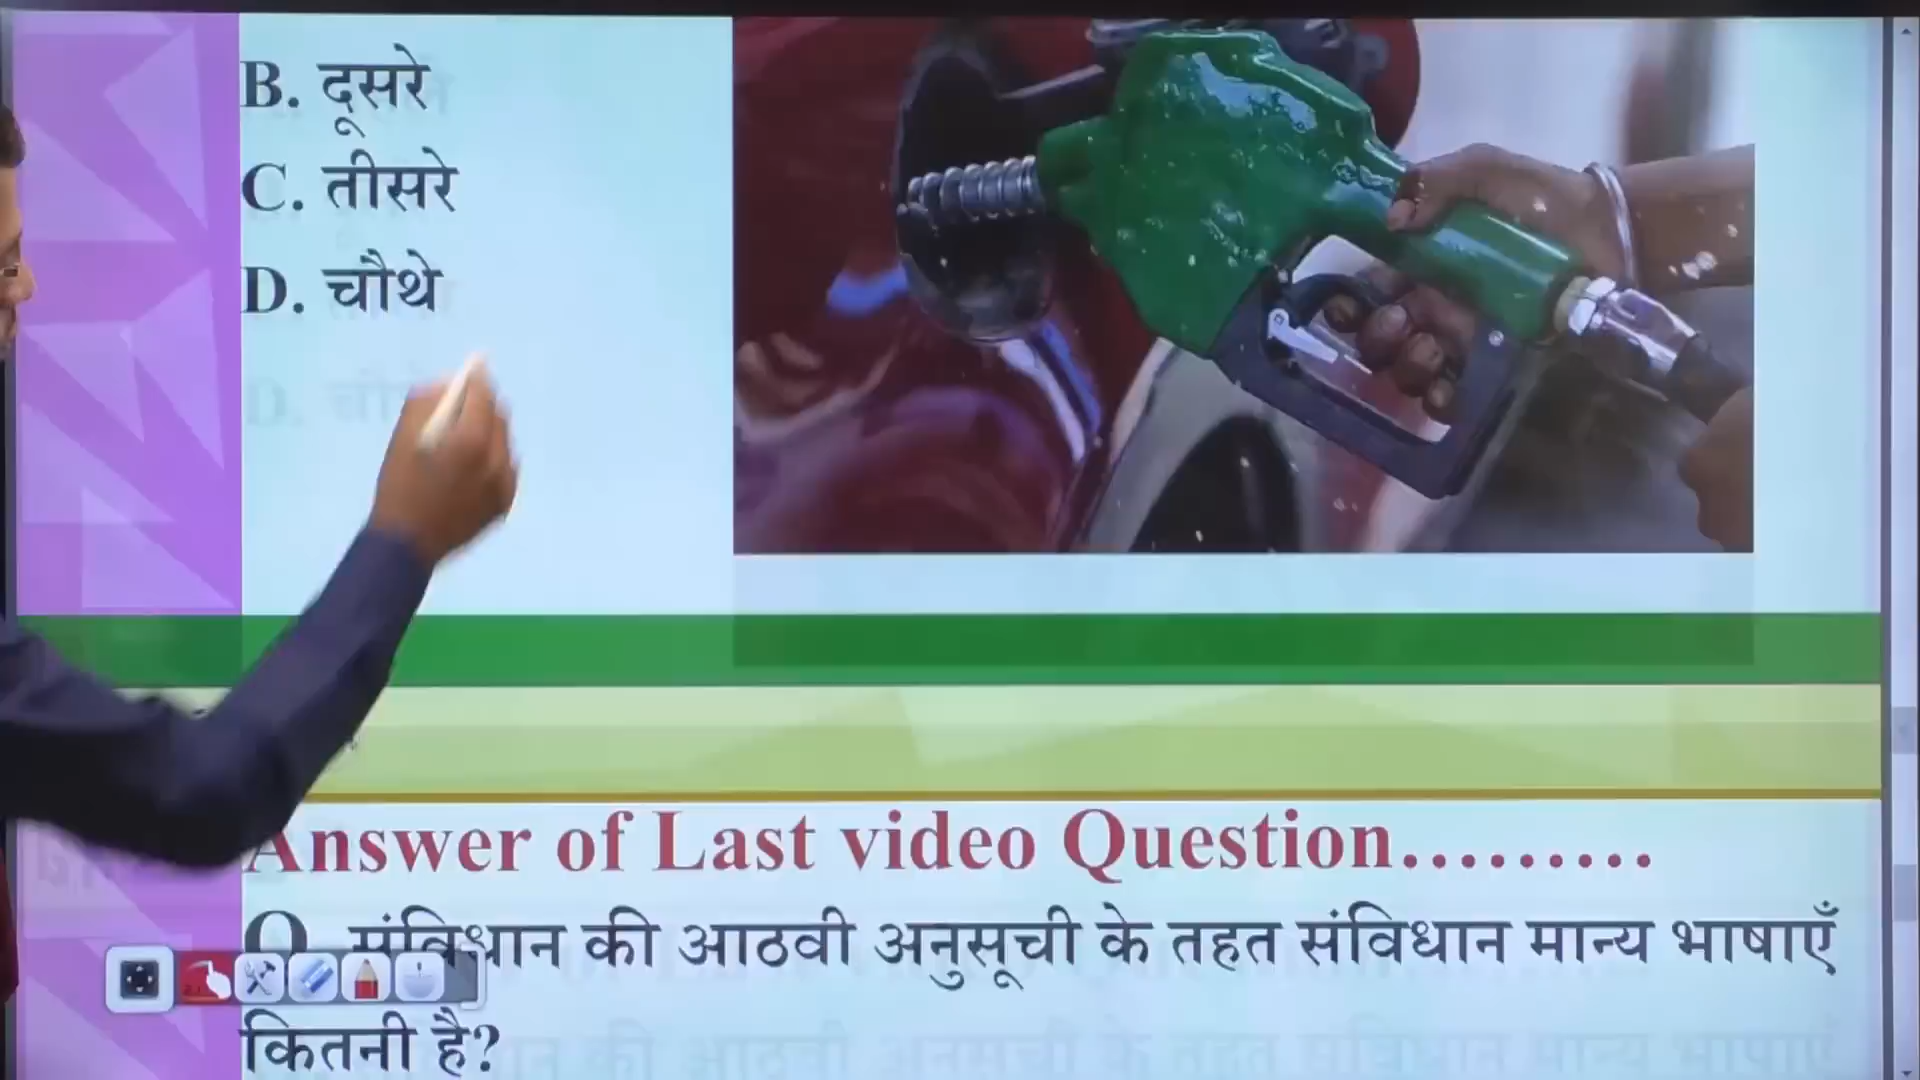 B. दूसरे
C. तीसरे
D. चौथे
Answer of Last video Question.........
Q. संविधान की आठवी अनुसूची के तहत संविधान मान्य भाषाएँ
कितनी है?